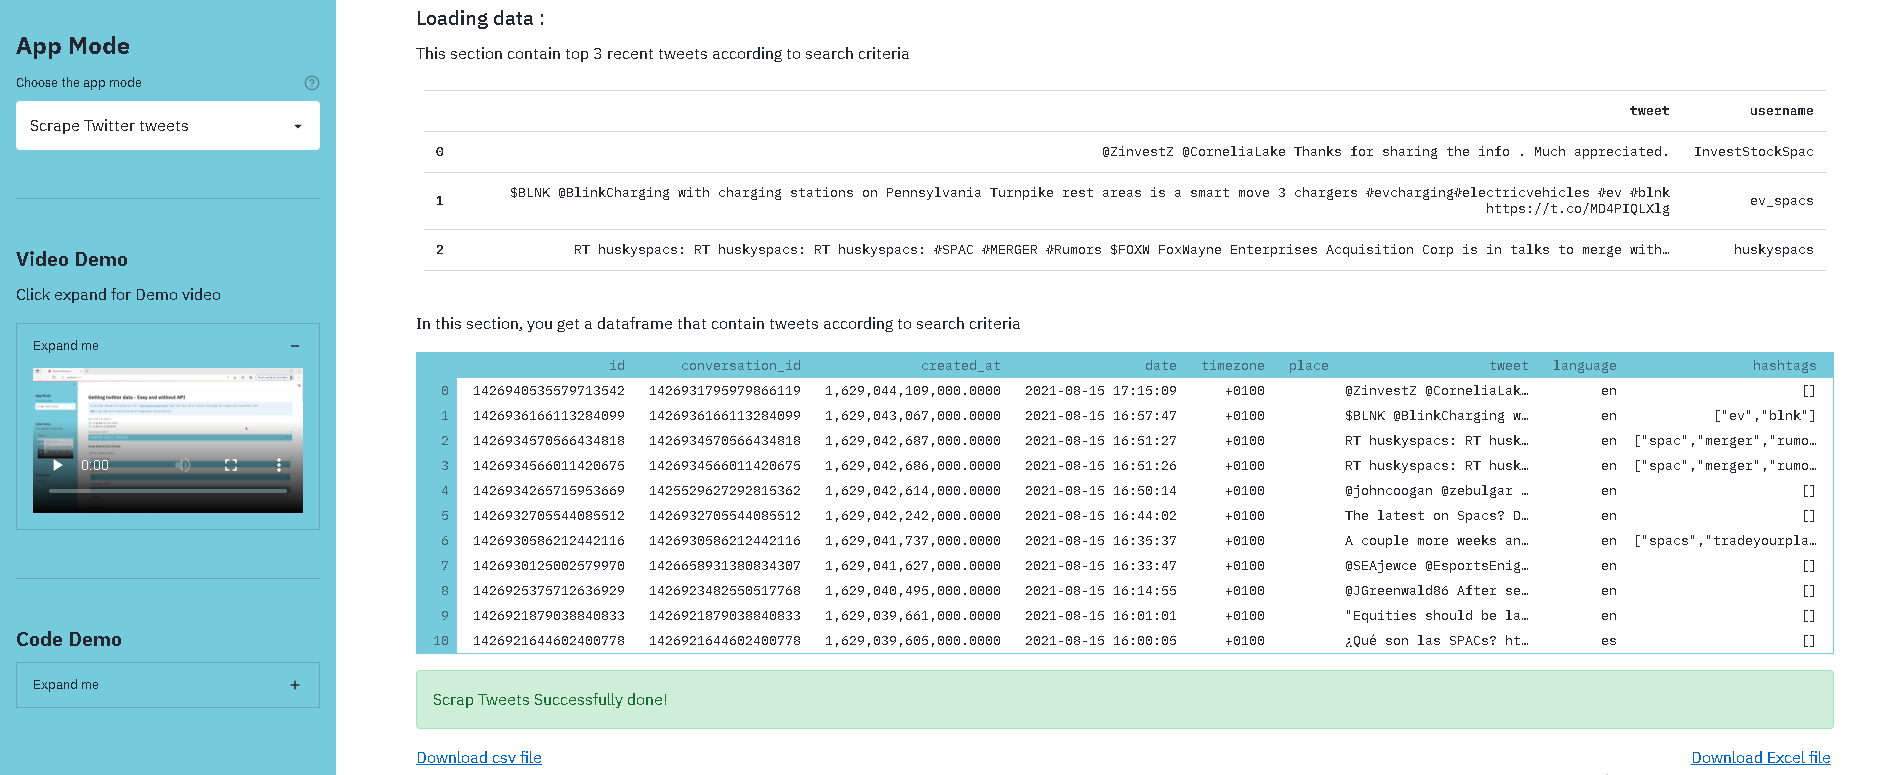 App Mode
Choose the app mode
Scrape Twitter tweets
Video Demo
Click expand for Demo video
Expand me
Getting twitter data - Easy and without API
0:00
Code Demo
Expand me
Loading data :
This section contain top 3 recent tweets according to search criteria
tweet username
0 @ZinvestZ @CorneliaLake Thanks for sharing the info . Much appreciated. InvestStockSpac
1 $BLNK @BlinkCharging with charging stations on Pennsylvania Turnpike rest areas is a smart move 3 chargers #evcharging#electricvehicles #ev #blnk
https://t.co/MD4PIQLXlg ev_spacs
2 RT huskyspacs: RT huskyspacs: RT huskyspacs: #SPAC #MERGER #Rumors $FOXW FoxWayne Enterprises Acquisition Corp is in talks to merge with… huskyspacs
In this section, you get a dataframe that contain tweets according to search criteria
id conversation_id created_at date timezone place tweet language hashtags
0 1426940535579713542 1426931795979866119 1,629,044,109,000.0000 2021-08-15 17:15:09 +0100 @ZinvestZ @CorneliaLak… en []
1 1426936166113284099 1426936166113284099 1,629,043,067,000.0000 2021-08-15 16:57:47 +0100 $BLNK @BlinkCharging w… en ["ev","blnk"]
2 1426934570566434818 1426934570566434818 1,629,042,687,000.0000 2021-08-15 16:51:27 +0100 RT huskyspacs: RT husk… en ["spac","merger","rumo…
3 1426934566011420675 1426934566011420675 1,629,042,686,000.0000 2021-08-15 16:51:26 +0100 RT huskyspacs: RT husk… en ["spac","merger","rumo…
4 1426934265715953669 1425529627292815362 1,629,042,614,000.0000 2021-08-15 16:50:14 +0100 @johncoogan @zebulgar … en []
5 1426932705544085512 1426932705544085512 1,629,042,242,000.0000 2021-08-15 16:44:02 +0100 The latest on Spacs? D… en []
6 1426930586212442116 1426930586212442116 1,629,041,737,000.0000 2021-08-15 16:35:37 +0100 A couple more weeks an… en ["spacs","tradeyourpla…
7 1426930125002579970 1426658931380834307 1,629,041,627,000.0000 2021-08-15 16:33:47 +0100 @SEAjewce @EsportsEnig… en []
8 1426925375712636929 1426923482550517768 1,629,040,495,000.0000 2021-08-15 16:14:55 +0100 @JGreenwald86 After se… en []
9 1426921879038840833 1426921879038840833 1,629,039,661,000.0000 2021-08-15 16:01:01 +0100 "Equities should be la… en []
10 1426921644602400778 1426921644602400778 1,629,039,605,000.0000 2021-08-15 16:00:05 +0100 ¿Qué son las SPACs? ht… es []
Scrap Tweets Successfully done!
Download csv file
Download Excel file